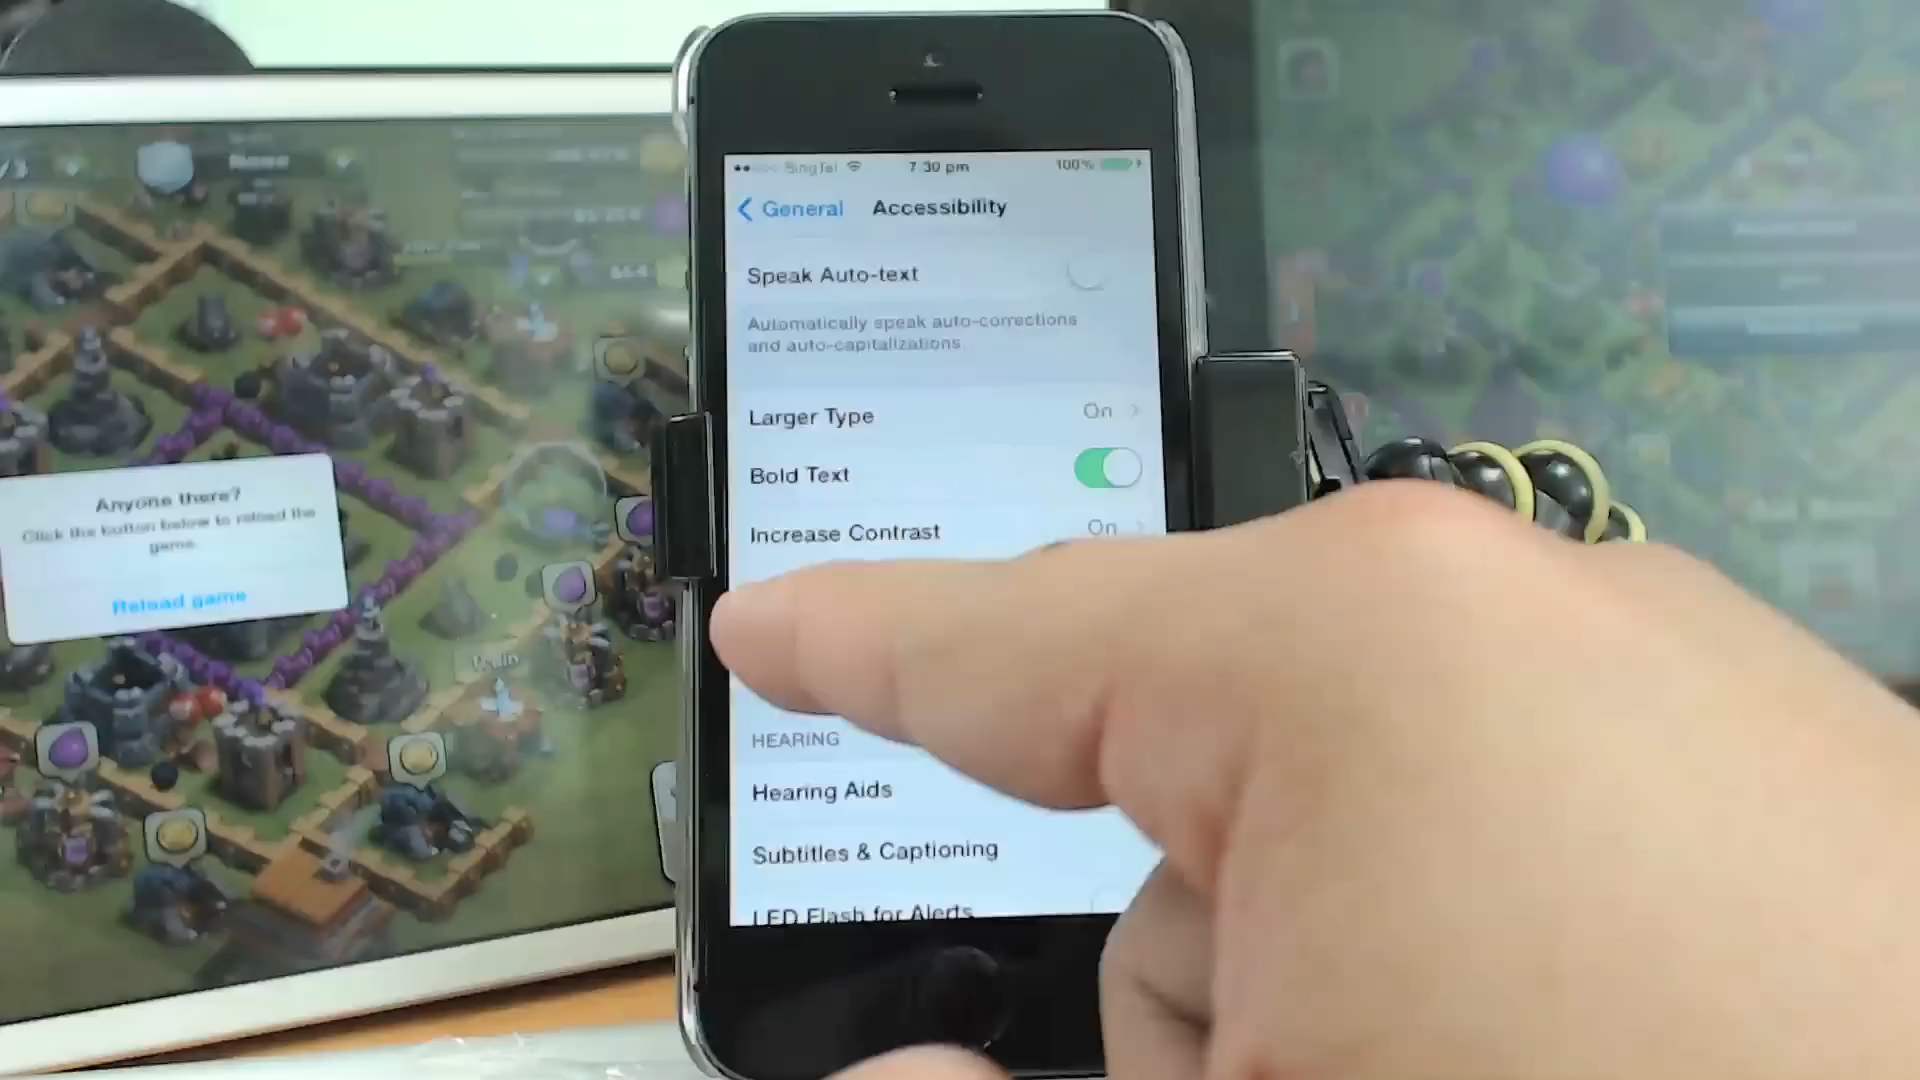 SingTel 7:30 pm 100%
General Accessibility
Speak Auto-text
Automatically speak auto-corrections
and auto-capitalizations.
Larger Type On
Bold Text
Increase Contrast On
HEARING
Hearing Aids
Subtitles & Captioning
LED Flash for Alerts
Anyone there?
Click the button below to reload the
game.
Reload game